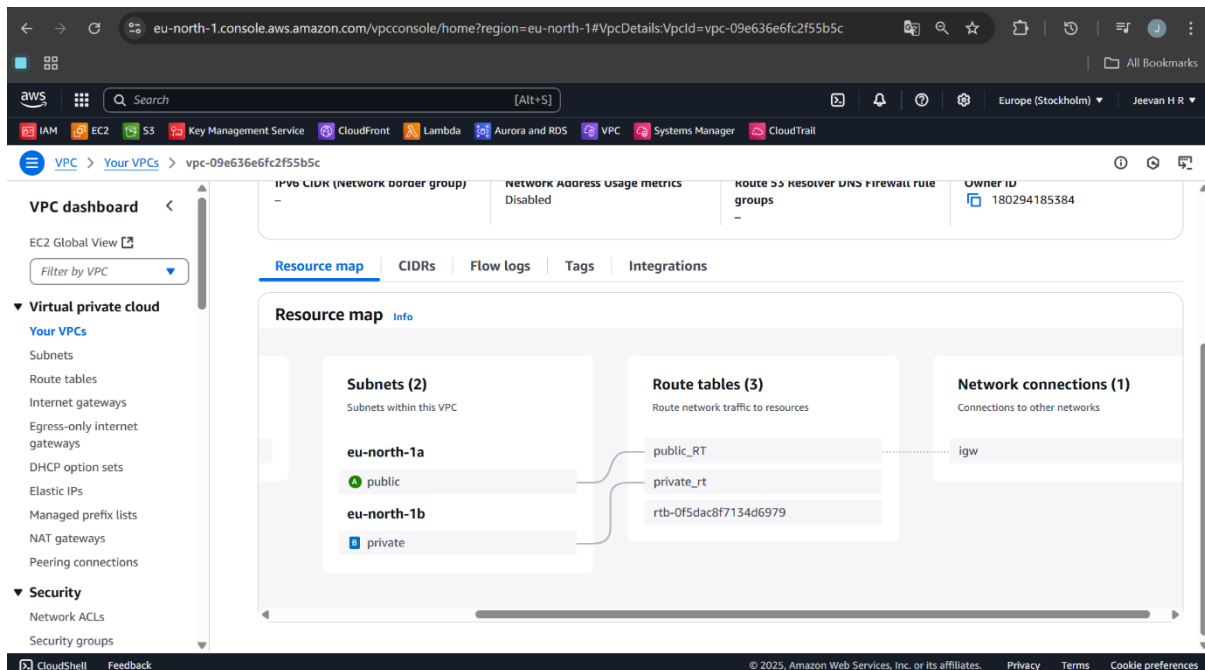 eu-north-1.console.aws.amazon.com/vpcconsole/home?region=eu-north-1#VpcDetails:VpcId=vpc-09e636e6fc2f55b5c
J
All Bookmarks
aws Search [Alt+S] Europe (Stockholm) Jeevan H R
IAM EC2 S3 Key Management Service CloudFront Lambda Aurora and RDS VPC Systems Manager CloudTrail
VPC > Your VPCs > vpc-09e636e6fc2f55b5c
VPC dashboard
EC2 Global View
Filter by VPC
Virtual private cloud
Your VPCs
Subnets
Route tables
Internet gateways
Egress-only internet
gateways
DHCP option sets
Elastic IPs
Managed prefix lists
NAT gateways
Peering connections
Security
Network ACLs
Security groups
IPv6 CIDR (Network border group)
–
Network Address Usage metrics
Disabled
Route 53 Resolver DNS Firewall rule
groups
–
Owner ID
180294185384
Resource map CIDRs Flow logs Tags Integrations
Resource map Info
Subnets (2)
Subnets within this VPC
eu-north-1a
A public
eu-north-1b
B private
Route tables (3)
Route network traffic to resources
public_RT
private_rt
rtb-0f5dac8f7134d6979
Network connections (1)
Connections to other networks
igw
CloudShell Feedback © 2025, Amazon Web Services, Inc. or its affiliates. Privacy Terms Cookie preferences